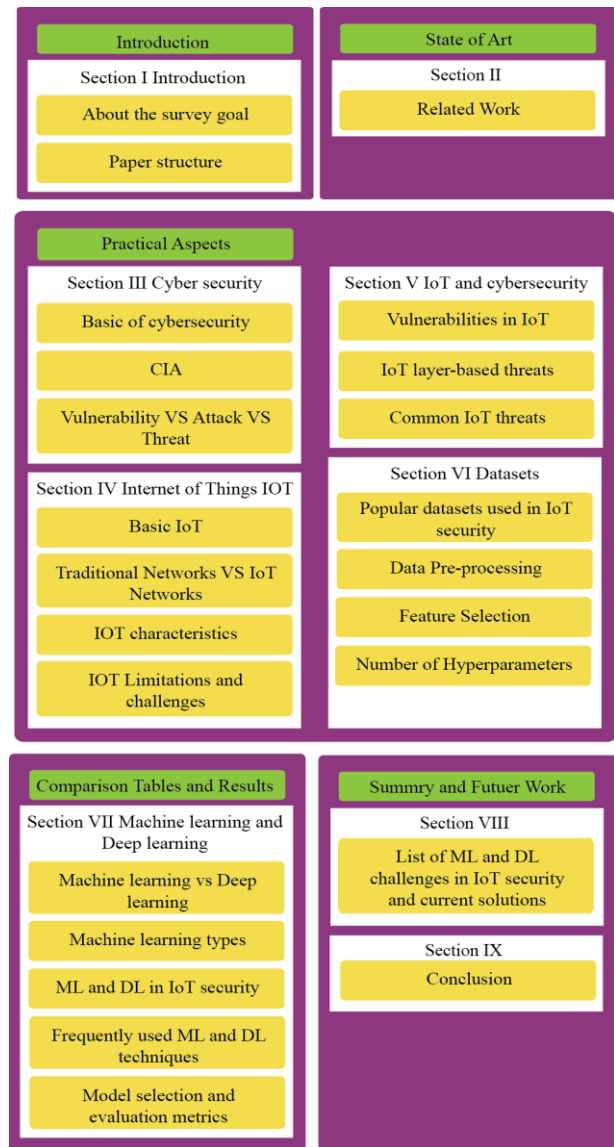 Introduction
Section I Introduction
About the survey goal
Paper structure
State of Art
Section II
Related Work
Practical Aspects
Section III Cyber security
Basic of cybersecurity
CIA
Vulnerability VS Attack VS
Threat
Section IV Internet of Things IOT
Basic IoT
Traditional Networks VS IoT
Networks
IOT characteristics
IOT Limitations and
challenges
Section V IoT and cybersecurity
Vulnerabilities in IoT
IoT layer-based threats
Common IoT threats
Section VI Datasets
Popular datasets used in IoT
security
Data Pre-processing
Feature Selection
Number of Hyperparameters
Comparison Tables and Results
Section VII Machine learning and
Deep learning
Machine learning vs Deep
learning
Machine learning types
ML and DL in IoT security
Frequently used ML and DL
techniques
Model selection and
evaluation metrics
Summry and Futuer Work
Section VIII
List of ML and DL
challenges in IoT security
and current solutions
Section IX
Conclusion